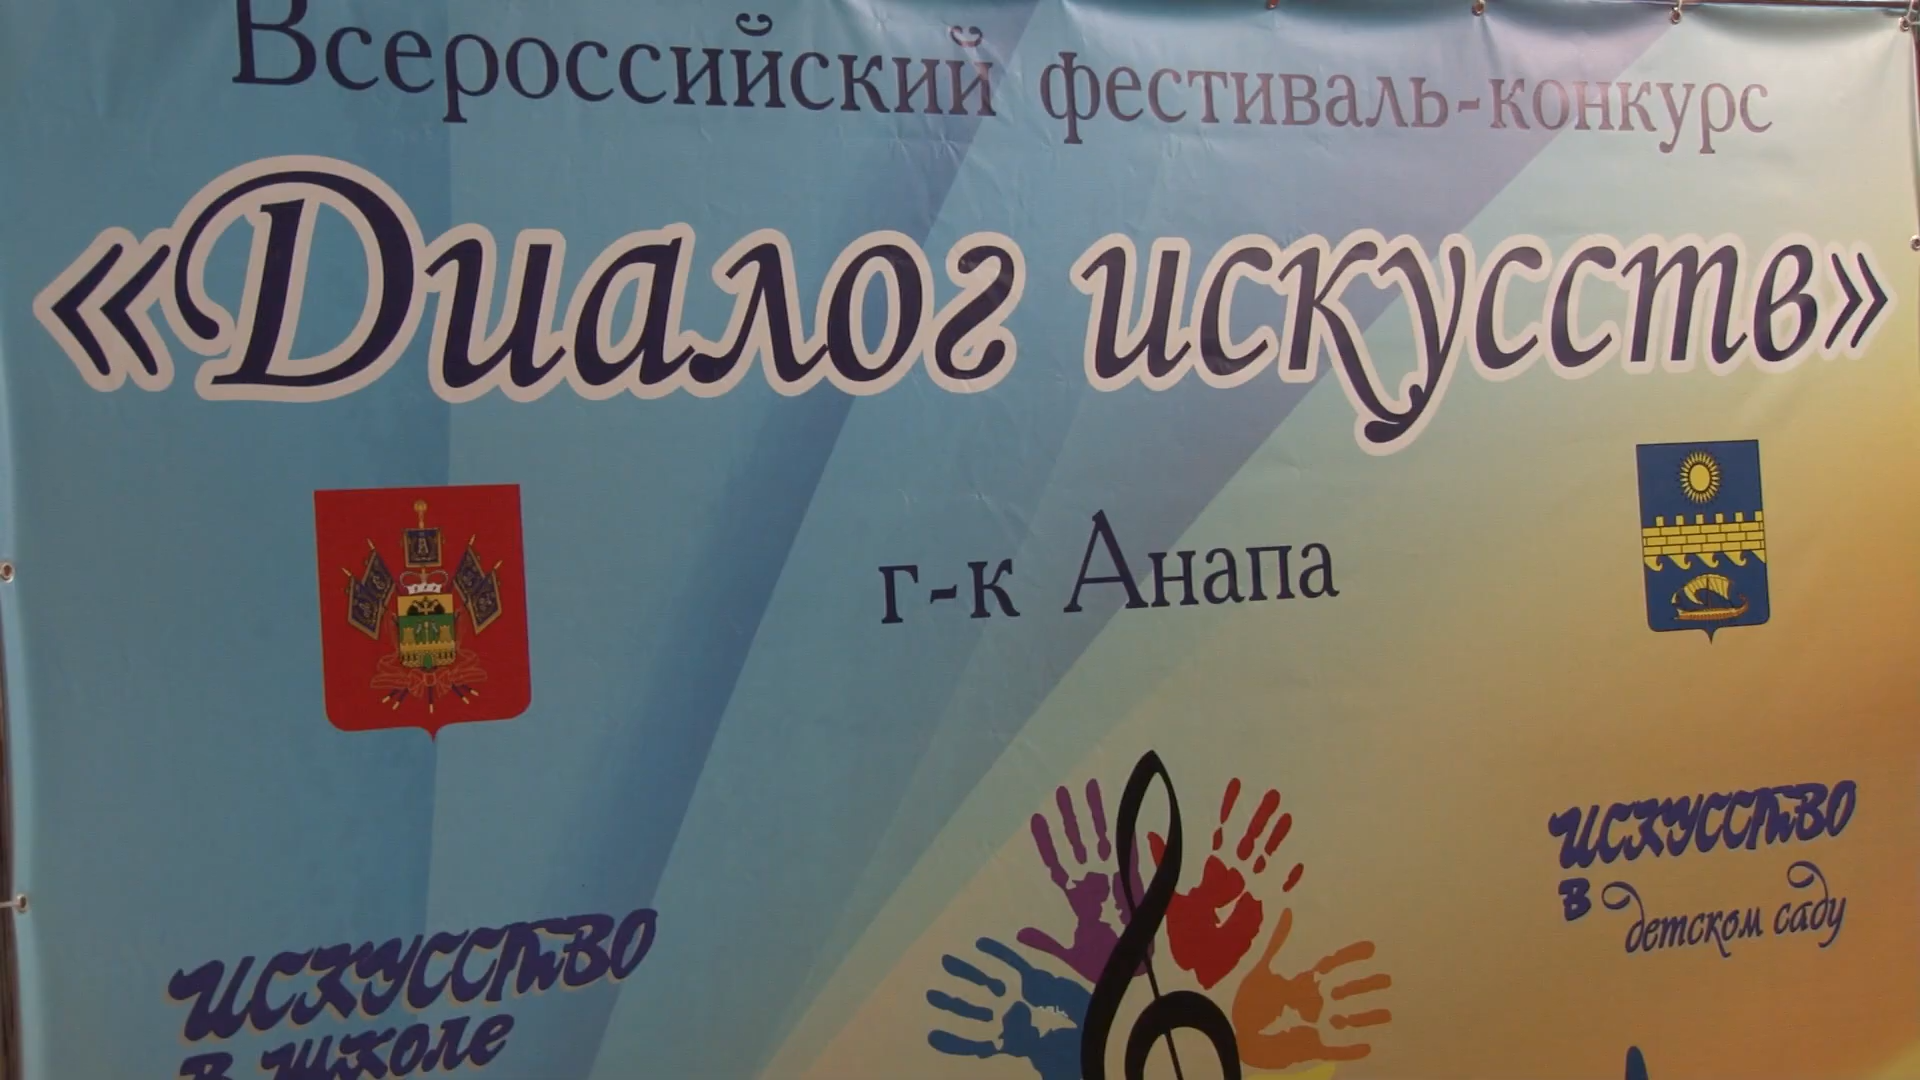 Всероссийский фестиваль-конкурс
«Диалог искусств»
г-к Анапа
искусство
в детском саду
искусство
в школе